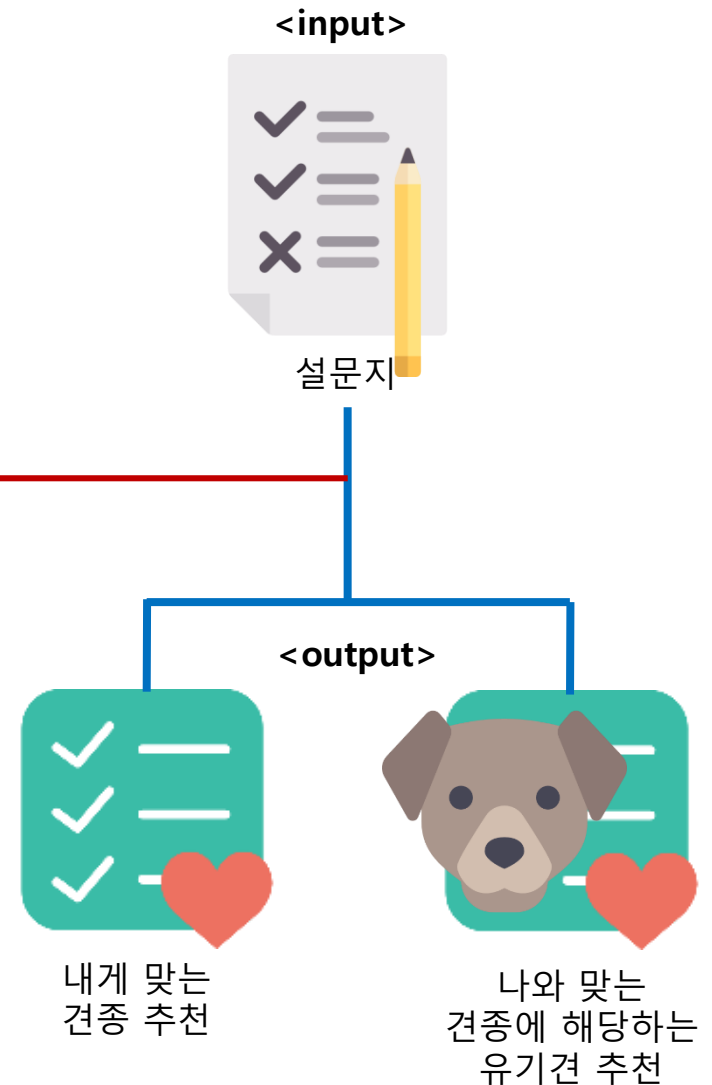 <input>
설문지
<output>
내게 맞는
견종 추천
나와 맞는
견종에 해당하는
유기견 추천